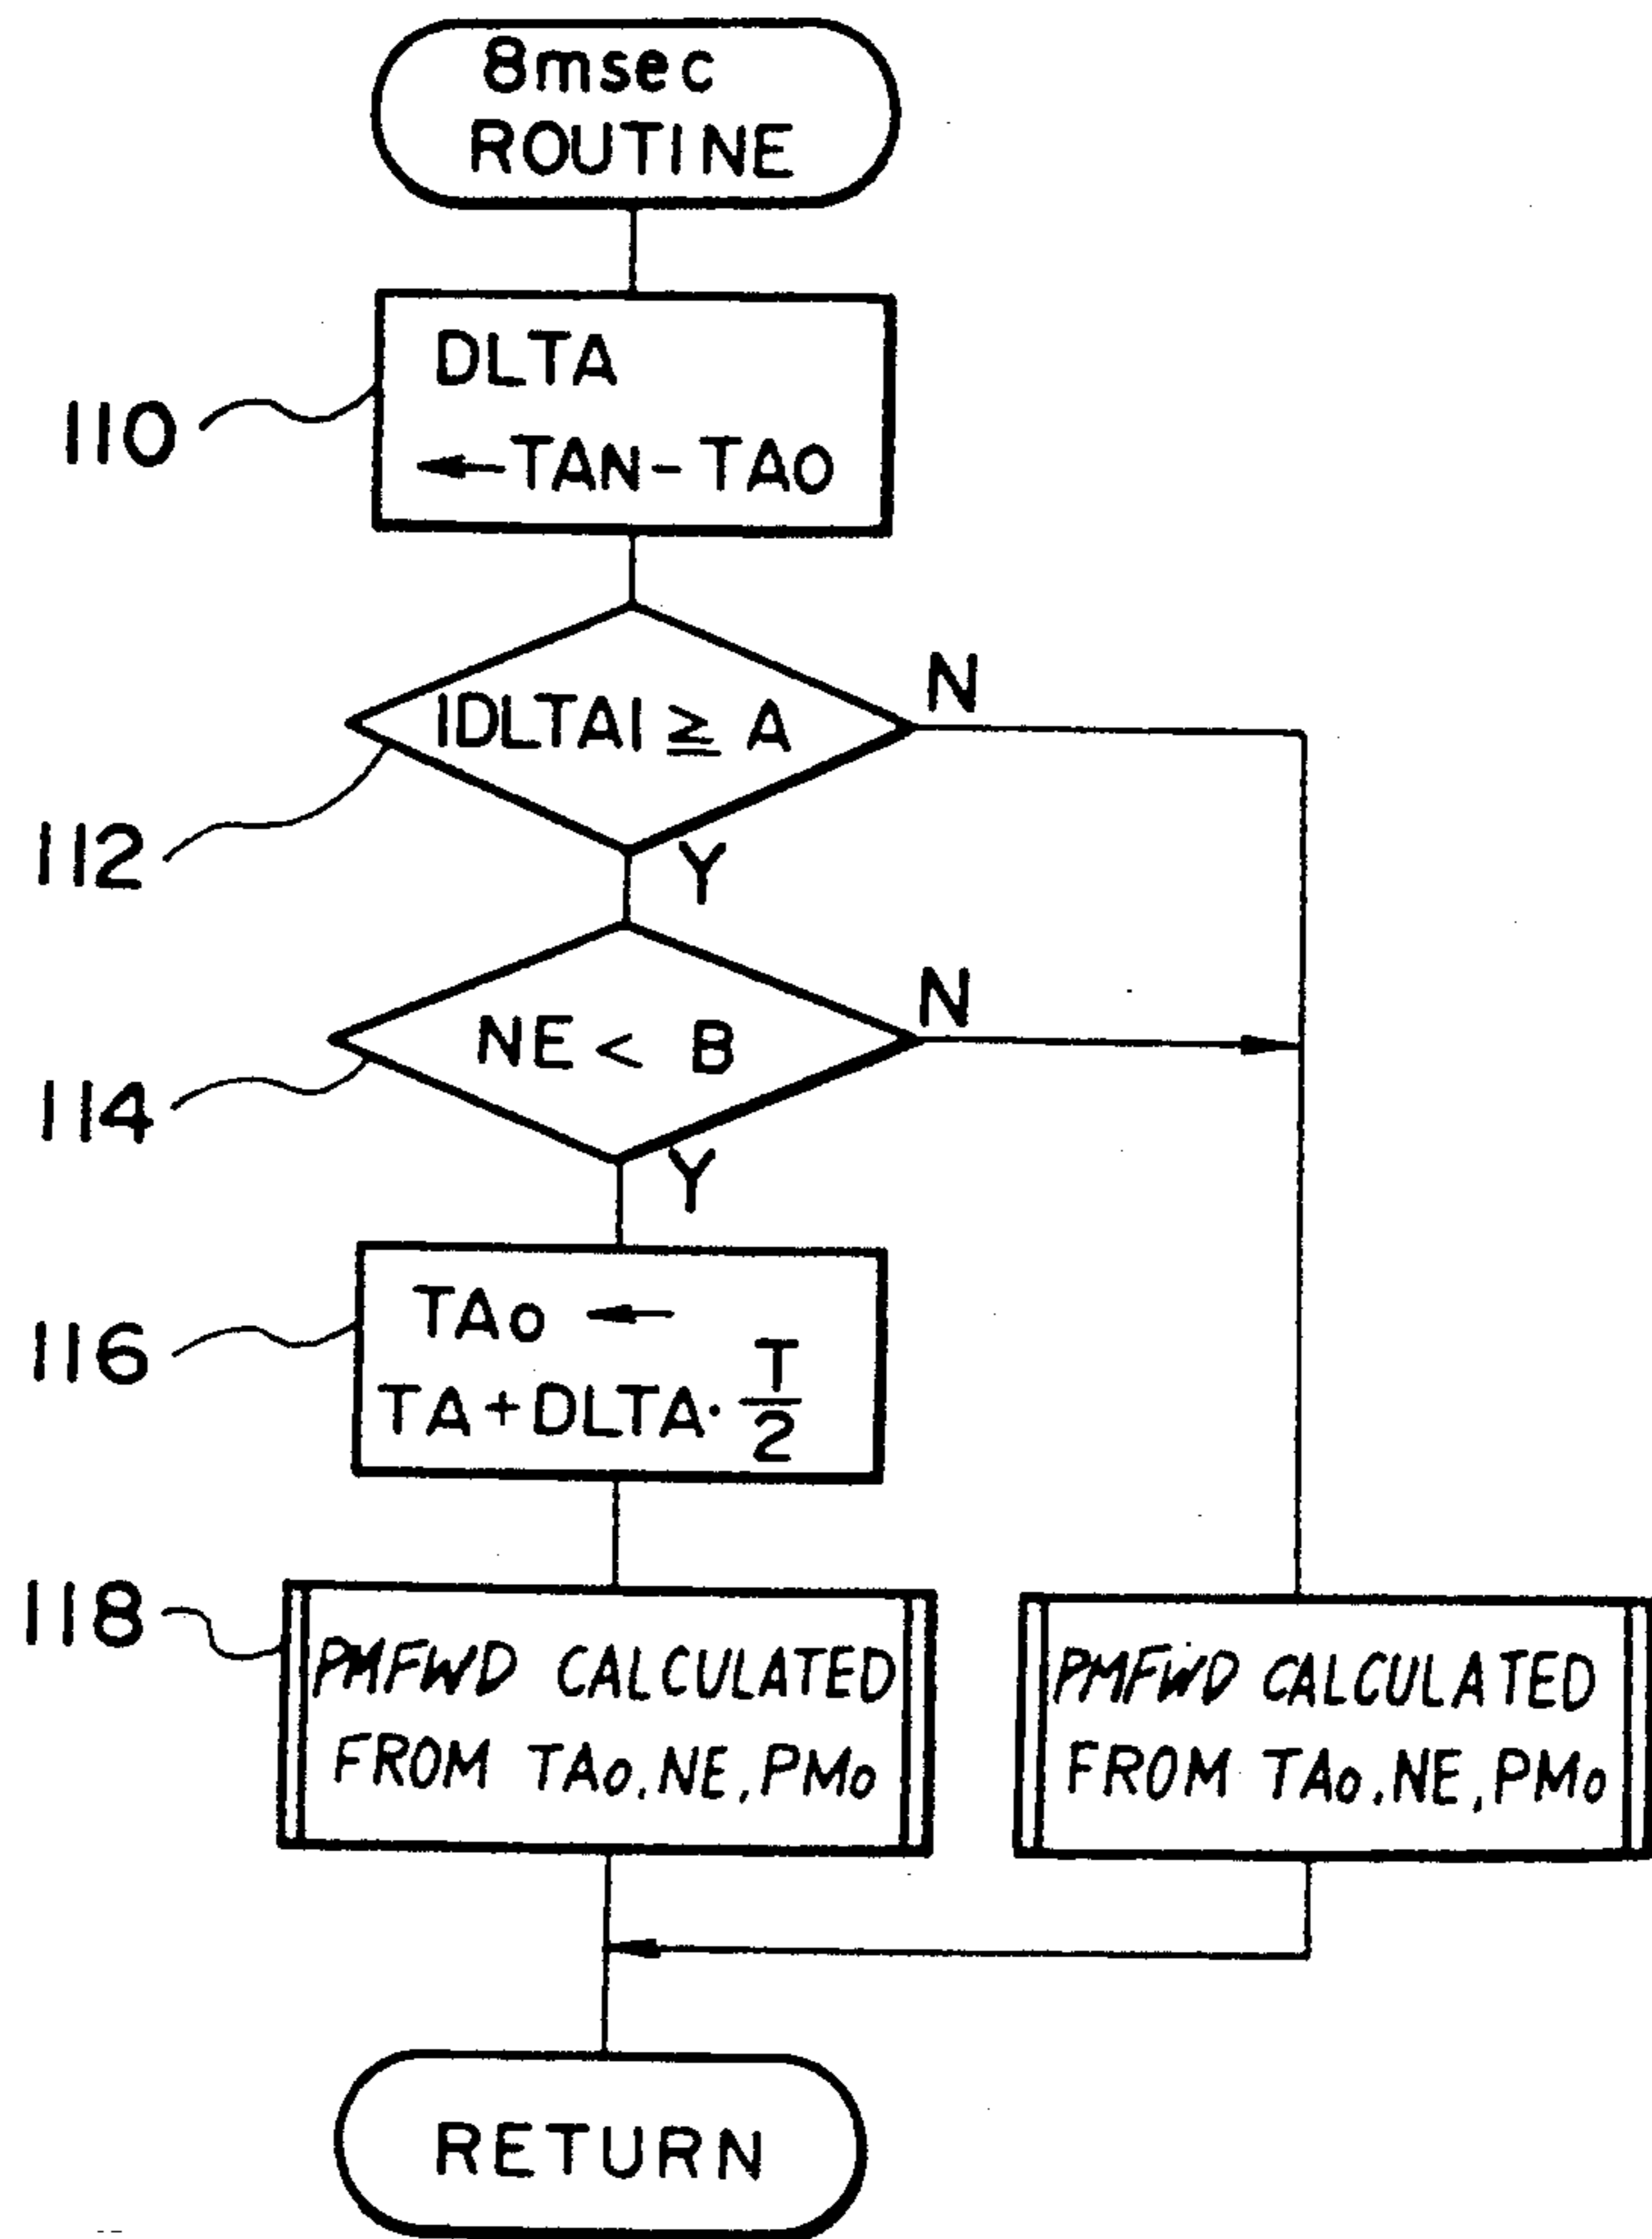 8msec
ROUTINE
110
DLTA
←TAN-TAO
112
|DLTA| ≧ A
N
Y
114
NE < B
N
Y
116
TAo ←
TA+DLTA·T/2
118
PMFWD CALCULATED
FROM TAo.NE,PMo
PMFWD CALCULATED
FROM TAo.NE,PMo
RETURN